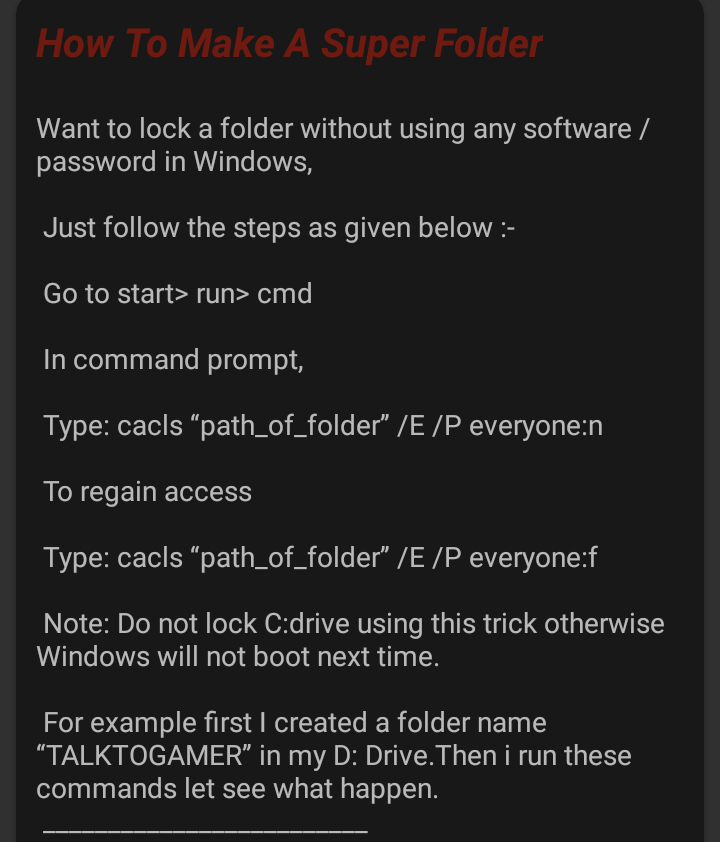 How To Make A Super Folder
Want to lock a folder without using any software /
password in Windows,
Just follow the steps as given below :-
Go to start> run> cmd
In command prompt,
Type: cacls “path_of_folder” /E /P everyone:n
To regain access
Type: cacls “path_of_folder” /E /P everyone:f
Note: Do not lock C:drive using this trick otherwise
Windows will not boot next time.
For example first I created a folder name
“TALKTOGAMER” in my D: Drive.Then i run these
commands let see what happen.
_________________________